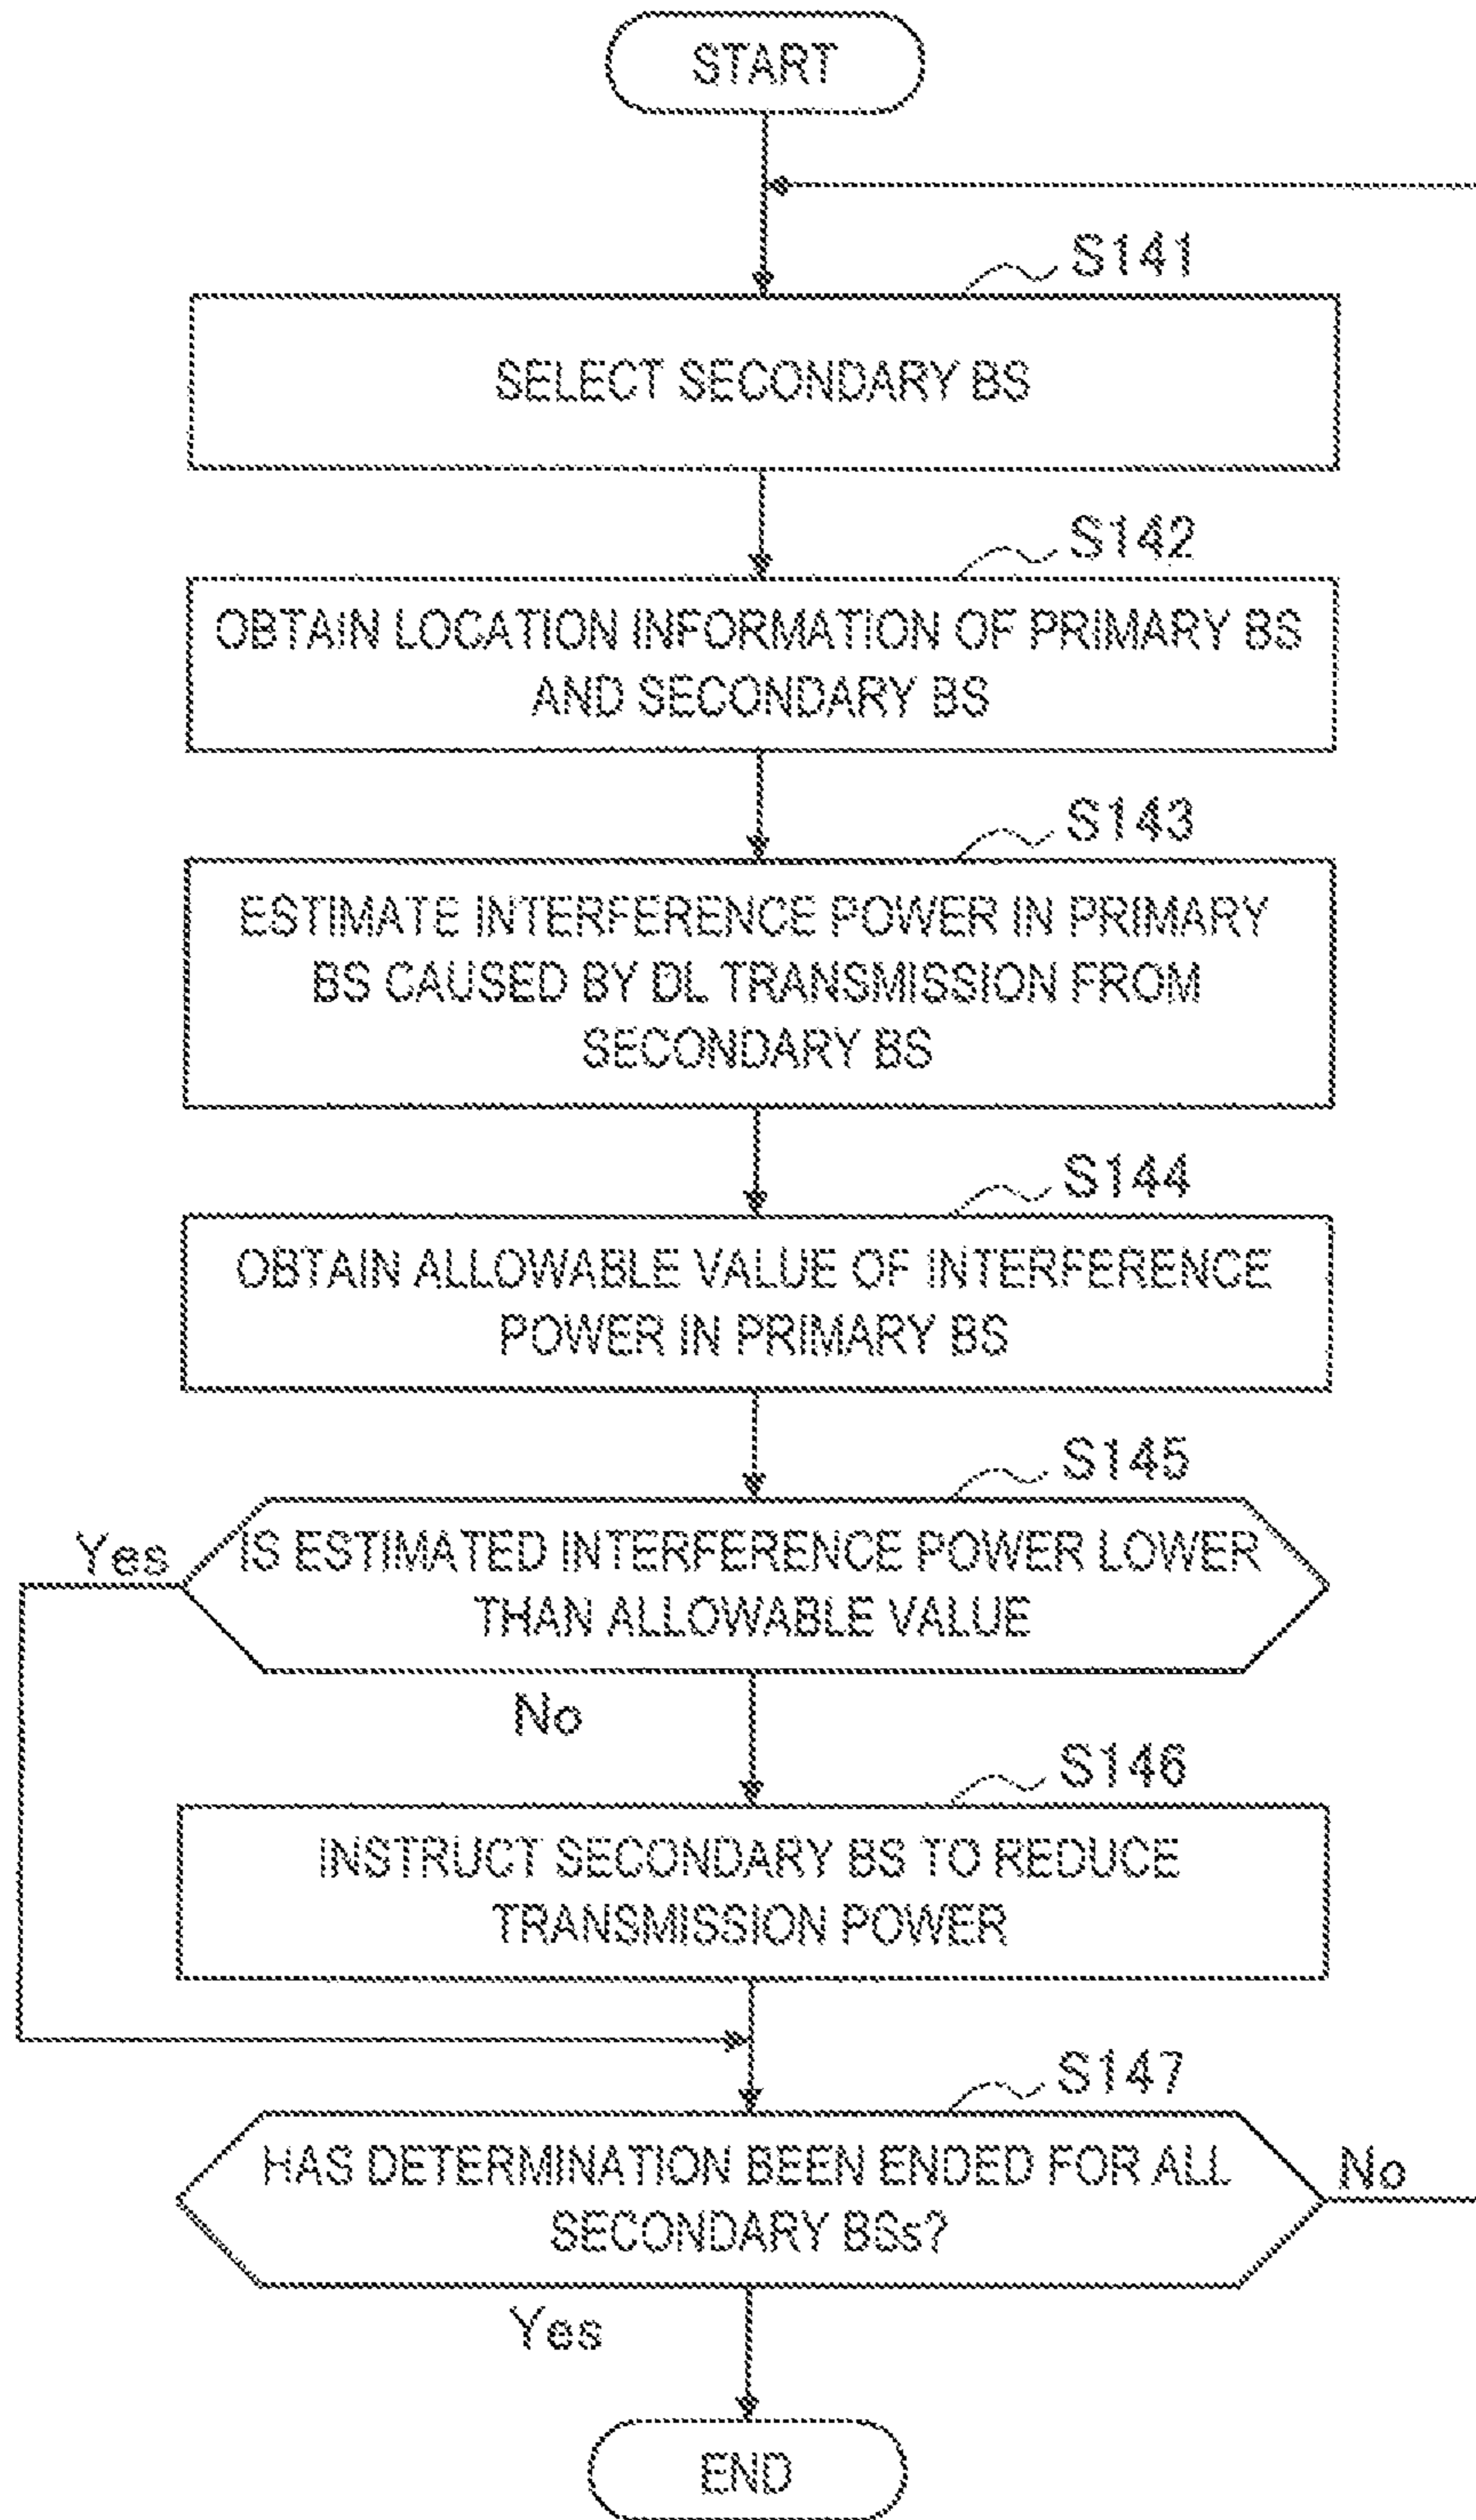 START
S141
SELECT SECONDARY BS
S142
OBTAIN LOCATION INFORMATION OF PRIMARY BS
AND SECONDARY BS
S143
ESTIMATE INTERFERENCE POWER IN PRIMARY
BS CAUSED BY DL TRANSMISSION FROM
SECONDARY BS
S144
OBTAIN ALLOWABLE VALUE OF INTERFERENCE
POWER IN PRIMARY BS
S145
Yes
IS ESTIMATED INTERFERENCE POWER LOWER
THAN ALLOWABLE VALUE
No
S146
INSTRUCT SECONDARY BS TO REDUCE
TRANSMISSION POWER
S147
HAS DETERMINATION BEEN ENDED FOR ALL
SECONDARY BSs?
No
Yes
END